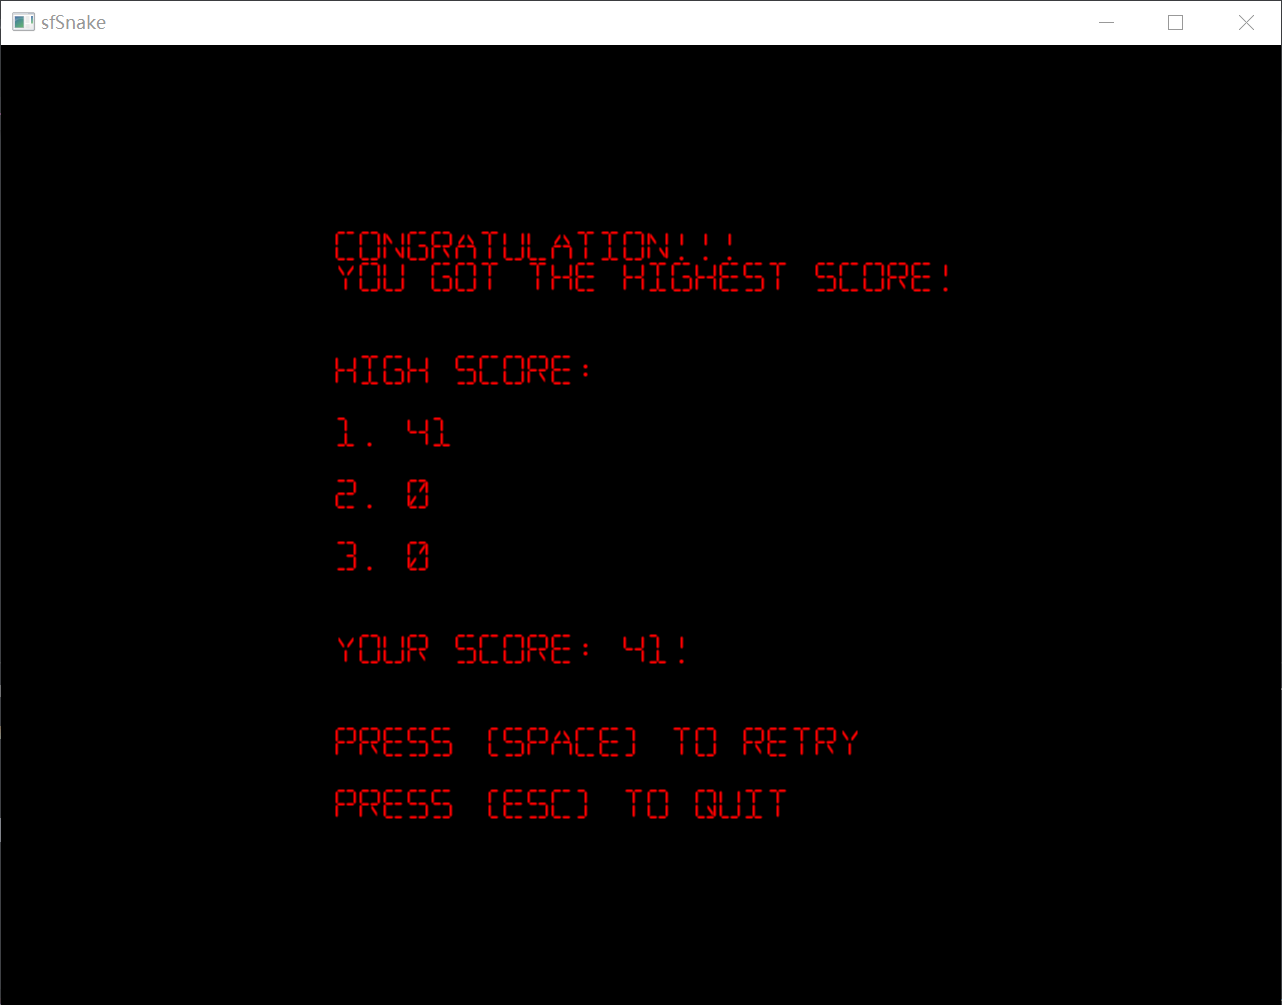 sfSnake
CONGRATULATION!!!
YOU GOT THE HIGHEST SCORE!
HIGH SCORE:
1. 41
2. 0
3. 0
YOUR SCORE: 41!
PRESS [SPACE] TO RETRY
PRESS [ESC] TO QUIT